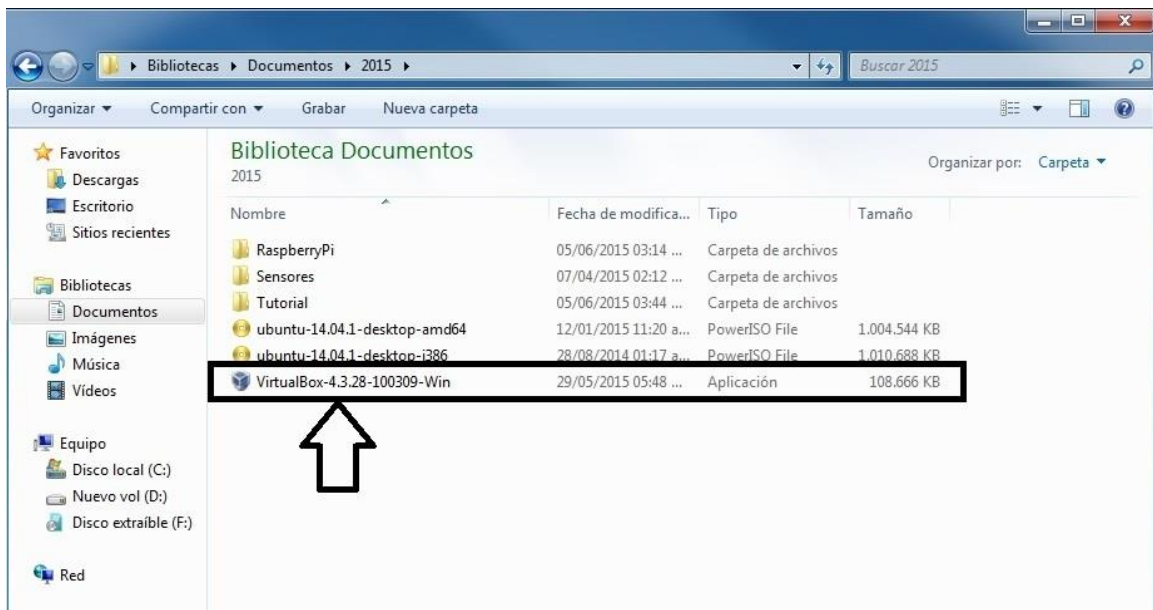 Bibliotecas Documentos 2015
Buscar 2015
Organizar Compartir con Grabar Nueva carpeta
Favoritos
Descargas
Escritorio
Sitios recientes
Bibliotecas
Documentos
Imágenes
Música
Vídeos
Equipo
Disco local (C:)
Nuevo vol (D:)
Disco extraíble (F:)
Red
Biblioteca Documentos
2015
Organizar por: Carpeta
Nombre Fecha de modifica... Tipo Tamaño
RaspberryPi 05/06/2015 03:14 ... Carpeta de archivos
Sensores 07/04/2015 02:12 ... Carpeta de archivos
Tutorial 05/06/2015 03:44 ... Carpeta de archivos
ubuntu-14.04.1-desktop-amd64 12/01/2015 11:20 a... PowerISO File 1.004.544 KB
ubuntu-14.04.1-desktop-i386 28/08/2014 01:17 a... PowerISO File 1.010.688 KB
VirtualBox-4.3.28-100309-Win 29/05/2015 05:48 ... Aplicación 108.666 KB